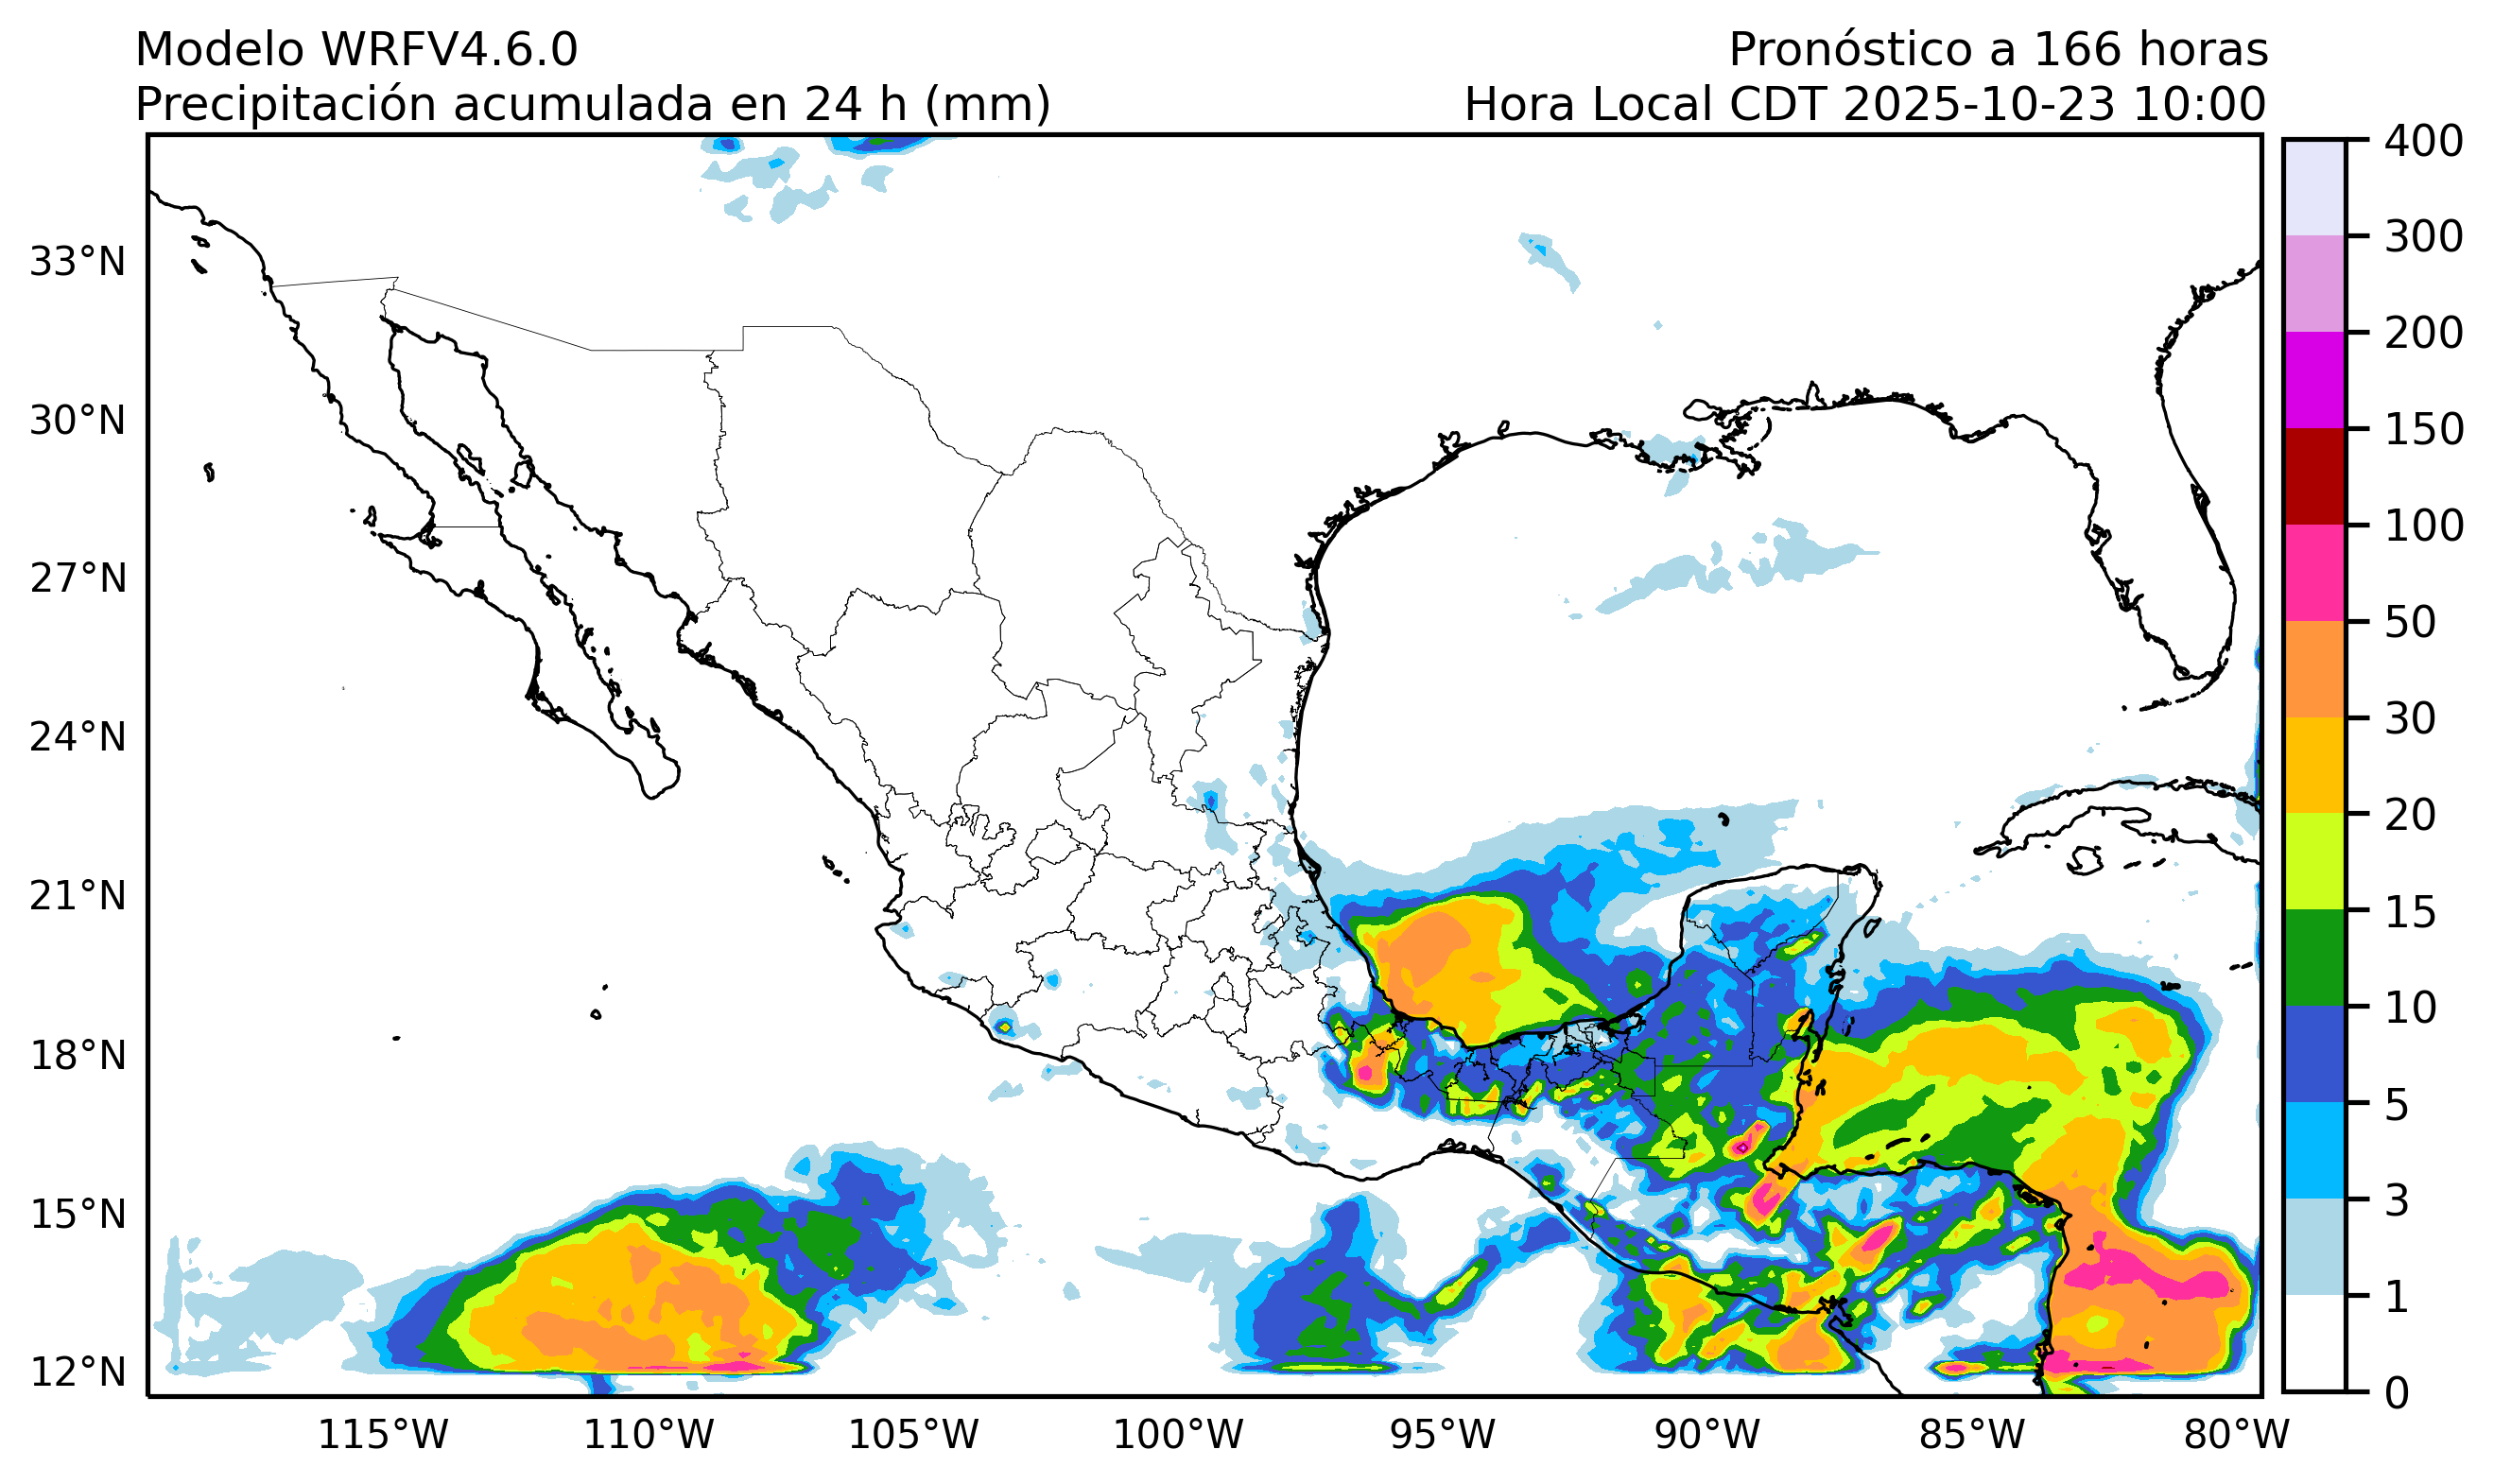 Modelo WRFV4.6.0
Pronóstico a 166 horas
Precipitación acumulada en 24 h (mm)
Hora Local CDT 2025-10-23 10:00
400
300
200
150
100
50
30
20
15
10
5
3
1
0
33°N
30°N
27°N
24°N
21°N
18°N
15°N
12°N
115°W
110°W
105°W
100°W
95°W
90°W
85°W
80°W